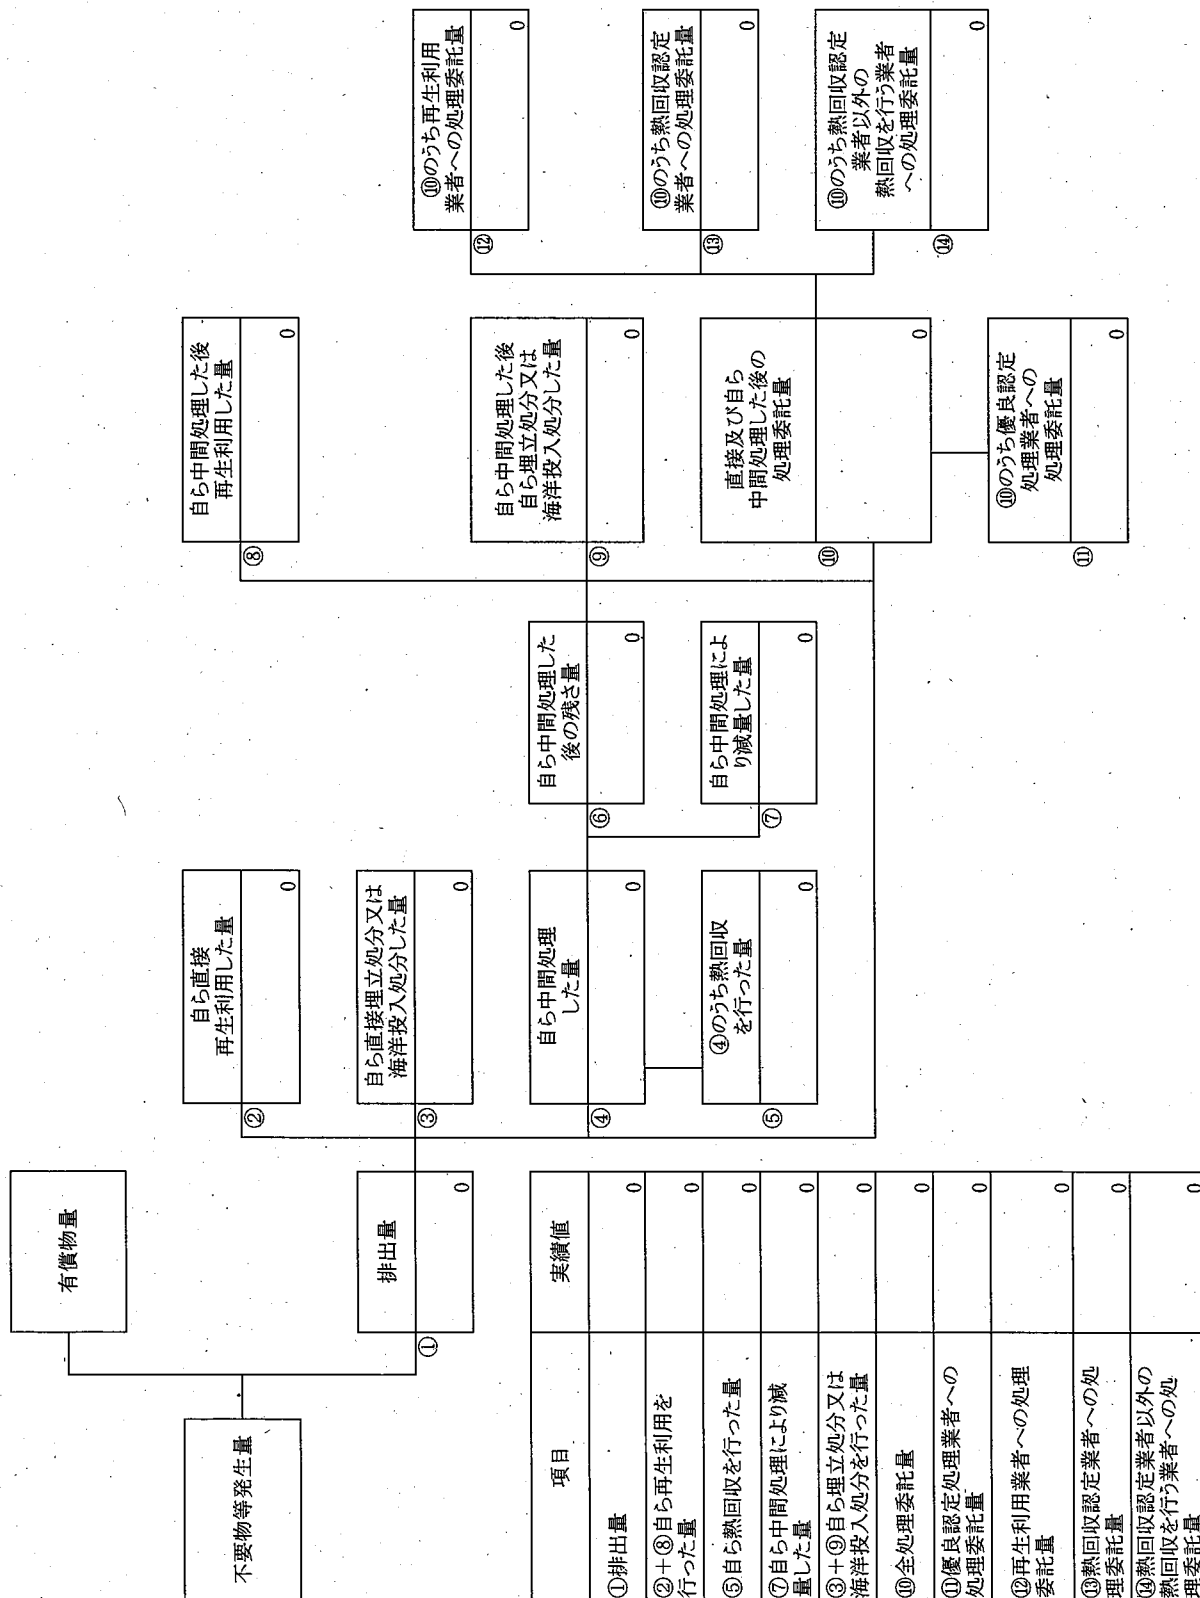 不要物等発生量
有償物量
排出量
①
0
自ら直接
再生利用した量
②
0
自ら直接埋立処分又は
海洋投入処分した量
③
0
自ら中間処理
した量
④
0
④のうち熱回収
を行った量
⑤
0
自ら中間処理した
後の残さ量
⑥
0
自ら中間処理によ
り減量した量
⑦
0
自ら中間処理した後
再生利用した量
⑧
0
自ら中間処理した後
自ら埋立処分又は
海洋投入処分した量
⑨
0
直接及び自ら
中間処理した後の
処理委託量
⑩
0
⑩のうち優良認定
処理業者への
処理委託量
⑪
0
⑩のうち再生利用
業者への処理委託量
⑫
0
⑩のうち熱回収認定
業者への処理委託量
⑬
0
⑩のうち熱回収認定
業者以外の
熱回収を行う業者
への処理委託量
⑭
0
項目 実績値
①排出量 0
②+⑧自ら再生利用を
行った量 0
⑤自ら熱回収を行った量 0
⑦自ら中間処理により減
量した量 0
③+⑨自ら埋立処分又は
海洋投入処分を行った量 0
⑩全処理委託量 0
⑪優良認定処理業者への
処理委託量 0
⑫再生利用業者への処理
委託量 0
⑬熱回収認定業者への処
理委託量 0
⑭熱回収認定業者以外の
熱回収を行う業者への処
理委託量 0